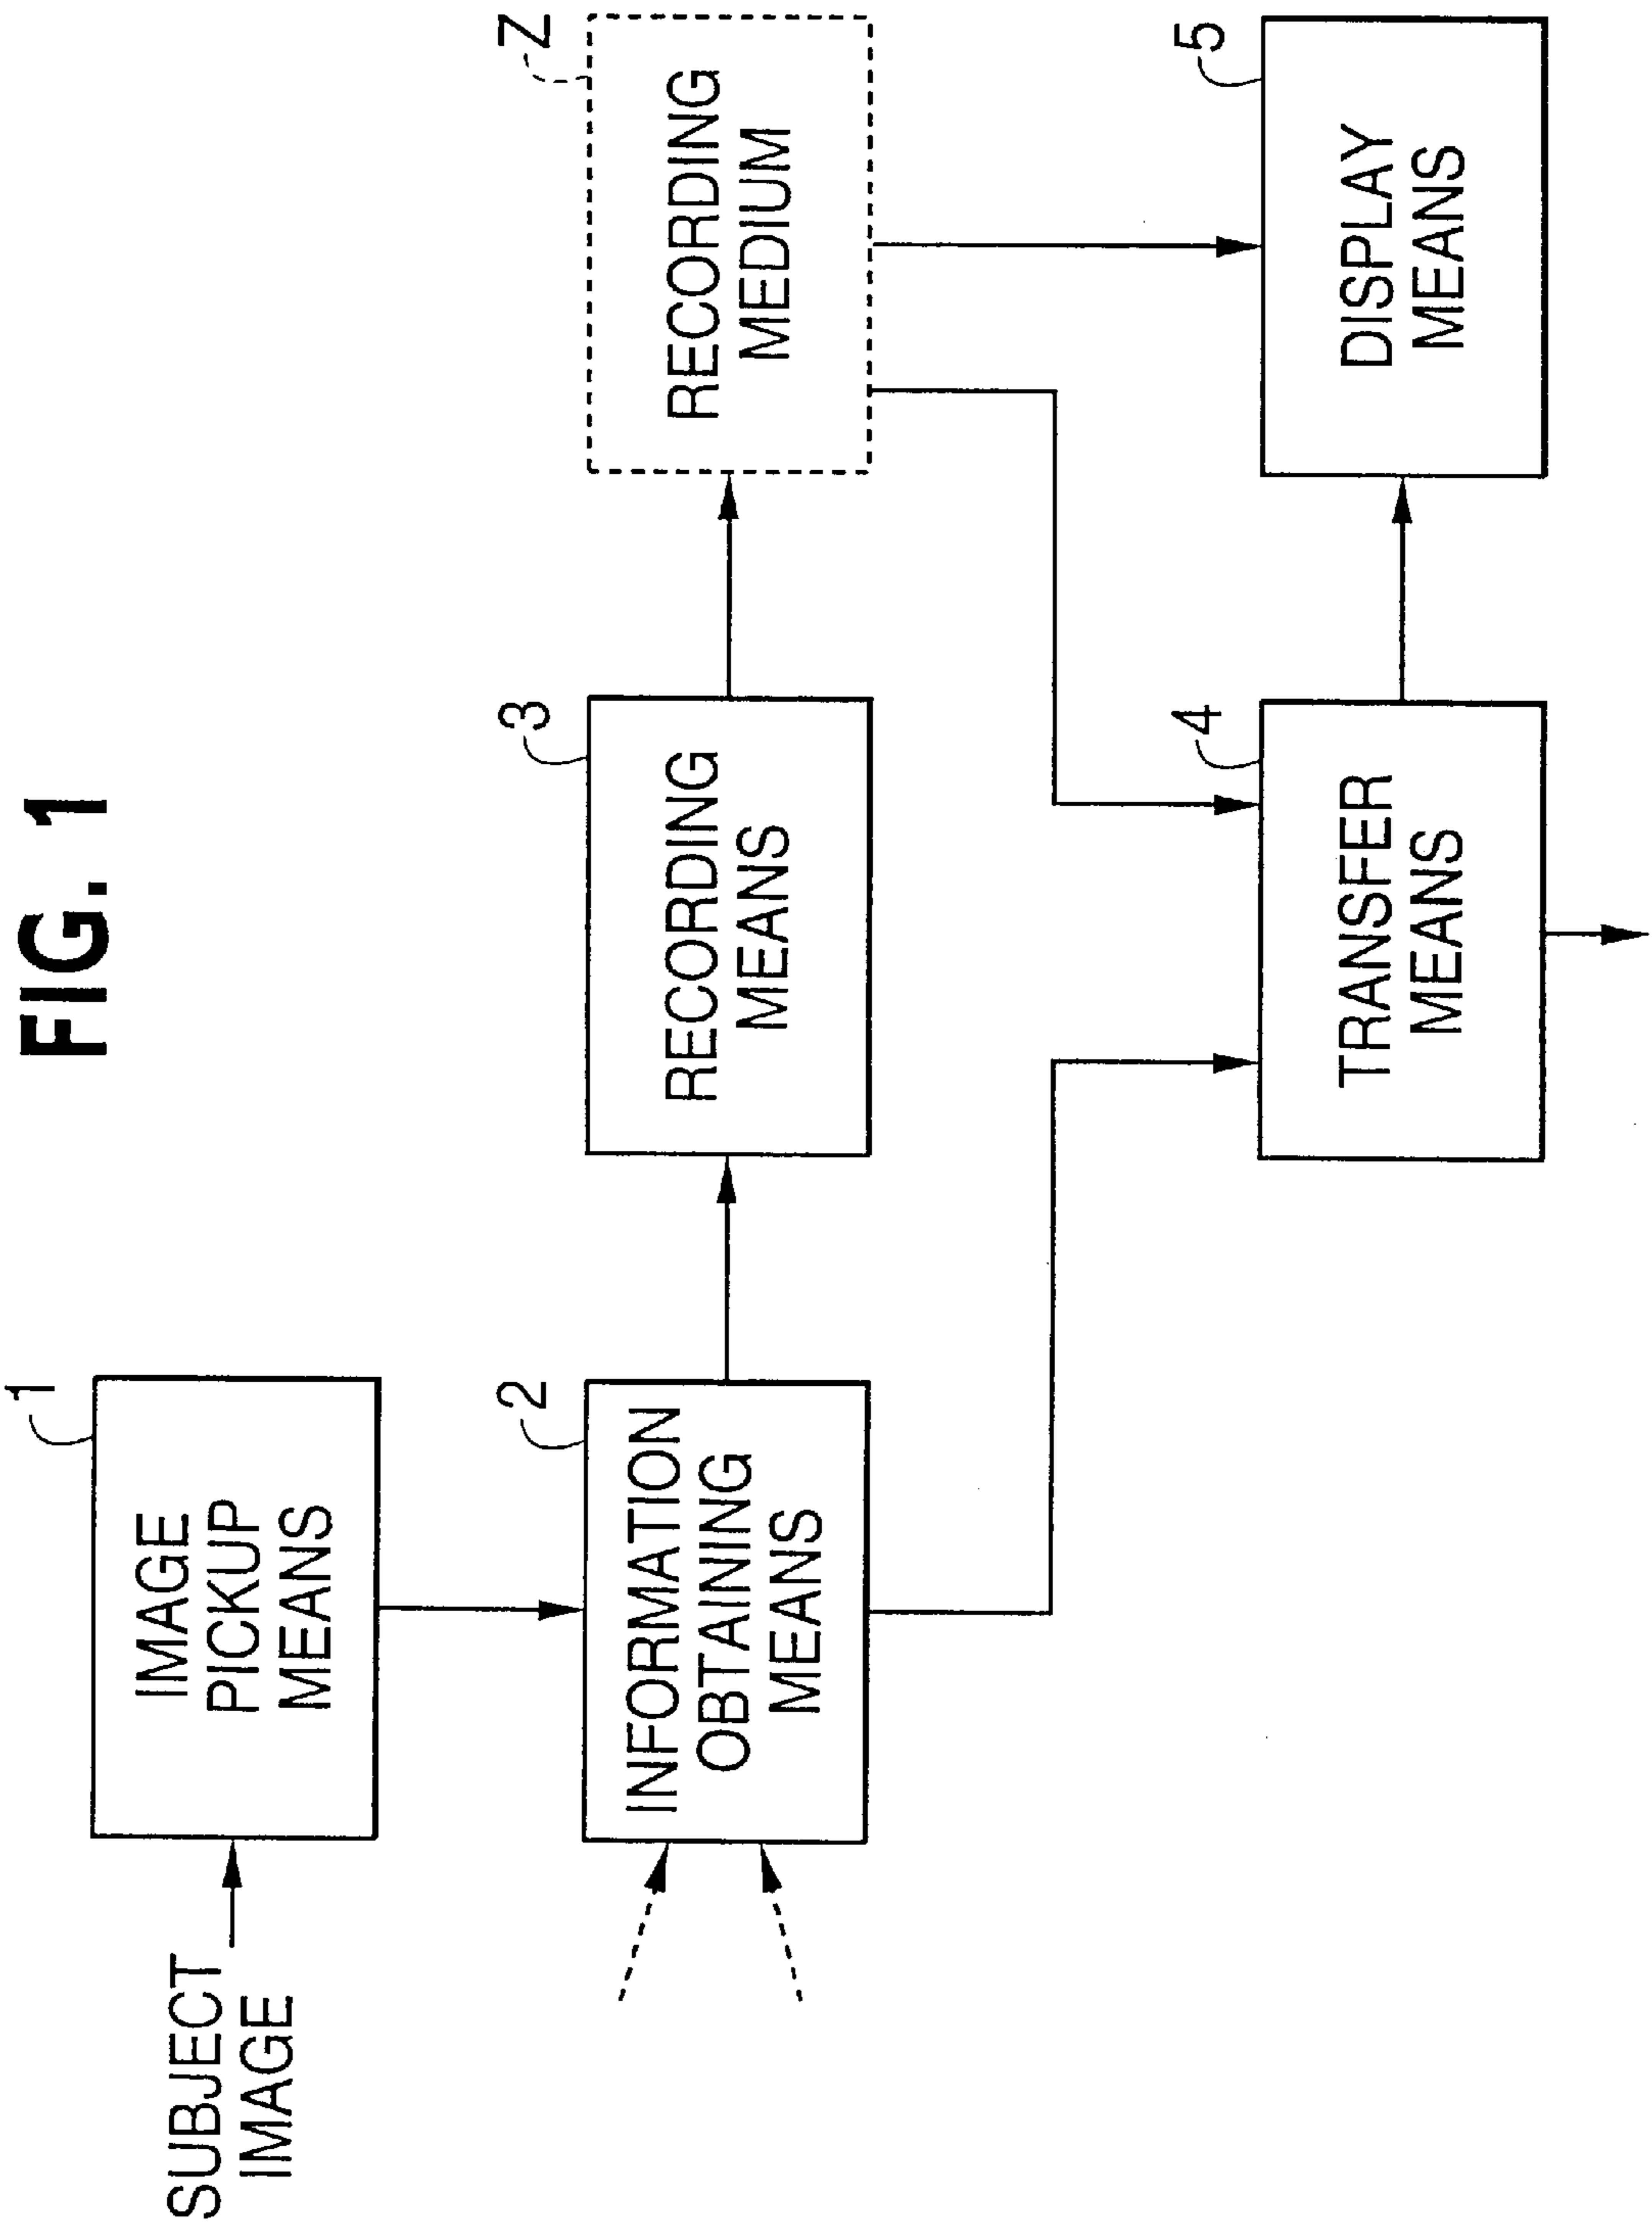 FIG. 1
SUBJECT
IMAGE
1
IMAGE
PICKUP
MEANS
2
INFORMATION
OBTAINING
MEANS
3
RECORDING
MEANS
Z
RECORDING
MEDIUM
4
TRANSFER
MEANS
5
DISPLAY
MEANS